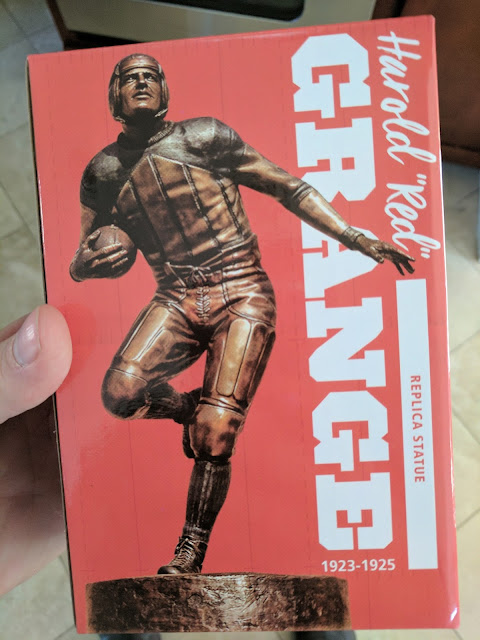 Harold "Red"
GRANGE
REPLICA STATUE
1923-1925